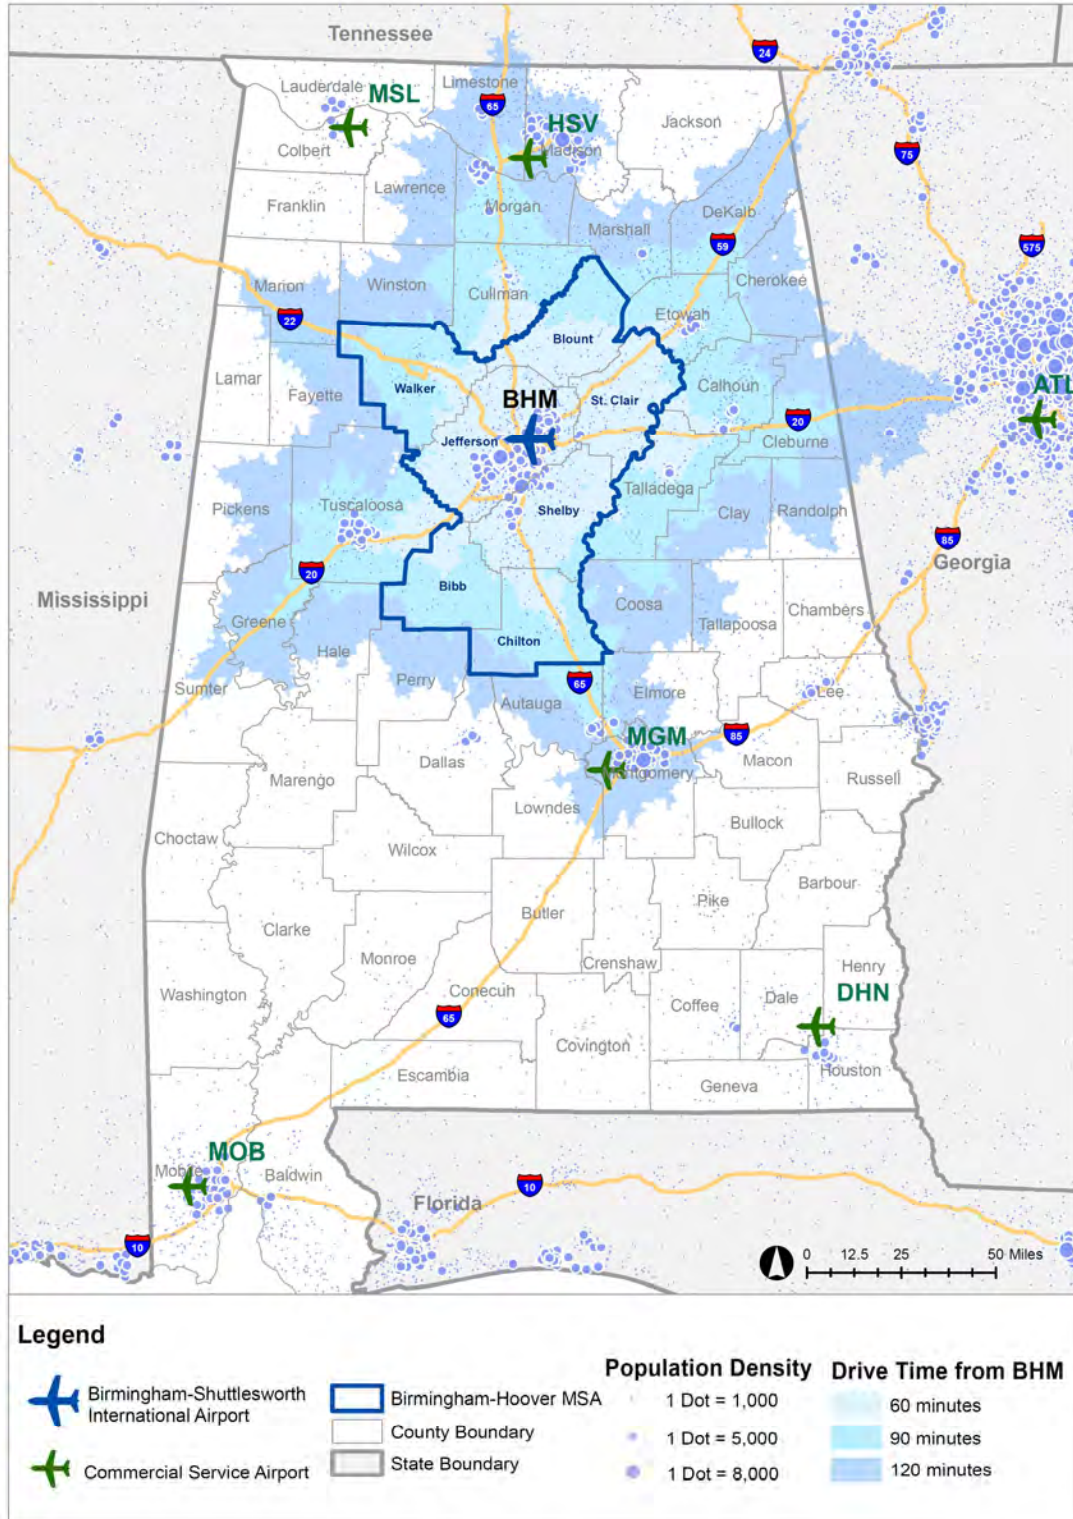 Tennessee
24
Lauderdale
MSL
Limestone
65
HSV
Jackson
Colbert
Madison
75
Lawrence
Franklin
Morgan
DeKalb
Marshall
59
575
Marion
Winston
Cullman
Cherokee
22
Etowah
Blount
Lamar
Walker
Fayette
BHM
St. Clair
Calhoun
ATL
20
Jefferson
Cleburne
Talladega
Pickens
Tuscaloosa
Shelby
Clay
Randolph
85
Georgia
20
Mississippi
Bibb
Greene
Coosa
Chambers
Tallapoosa
Chilton
Hale
Perry
65
Sumter
Autauga
Elmore
Lee
MGM
85
Dallas
Macon
Montgomery
Marengo
Russell
Lowndes
Bullock
Choctaw
Wilcox
Barbour
Butler
Pike
Clarke
Monroe
Crenshaw
Henry
Washington
Conecuh
DHN
Coffee
Dale
65
Covington
Escambia
Houston
Geneva
MOB
Mobile
Baldwin
10
Florida
10
0 12.5 25 50 Miles
Legend
Birmingham-Shuttlesworth
International Airport
Commercial Service Airport
Birmingham-Hoover MSA
County Boundary
State Boundary
Population Density
1 Dot = 1,000
1 Dot = 5,000
1 Dot = 8,000
Drive Time from BHM
60 minutes
90 minutes
120 minutes